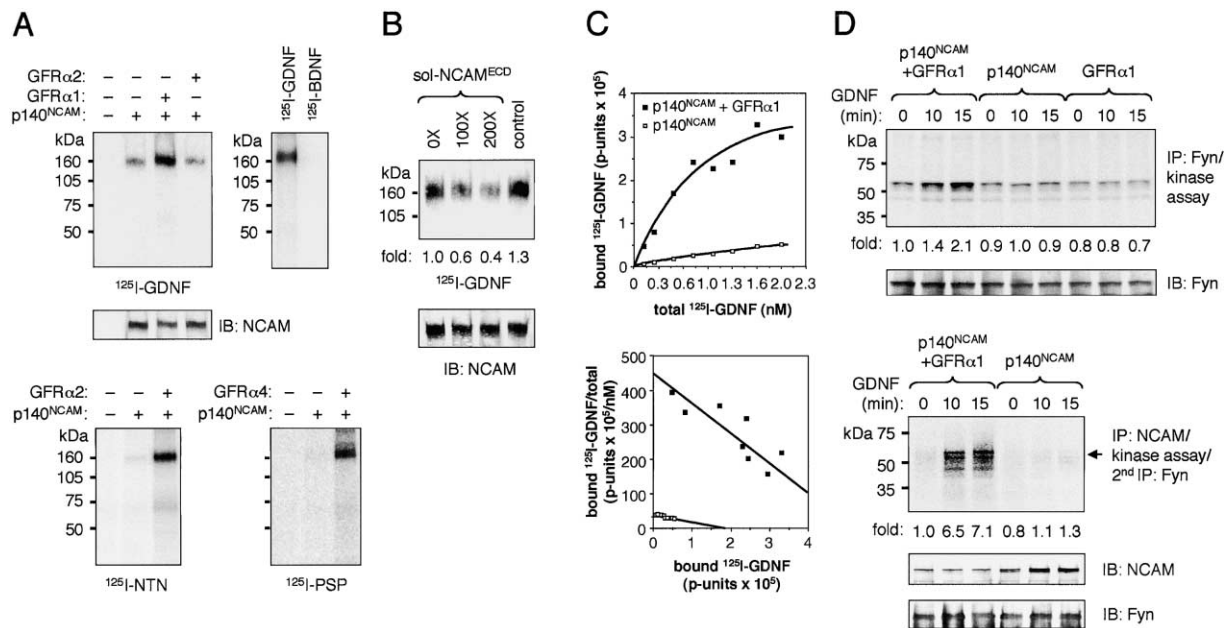 A
GFRα2: – – – +
GFRα1: – – + –
p140NCAM: – + + +
kDa
160
105
75
50
125I-GDNF
IB: NCAM
125I-GDNF
125I-BDNF
GFRα2: – – +
p140NCAM: – + +
kDa
160
105
75
50
125I-NTN
GFRα4: – – +
p140NCAM: – + +
125I-PSP
B
sol-NCAMECD
0X
100X
200X
control
kDa
160
105
fold: 1.0 0.6 0.4 1.3
125I-GDNF
IB: NCAM
C
bound 125I-GDNF (p-units x 10^5)
4
3
2
1
0
p140NCAM + GFRα1
p140NCAM
0 0.3 0.6 1.0 1.3 1.6 2.0 2.3
total 125I-GDNF (nM)
bound 125I-GDNF/total
(p-units x 10^5/nM)
500
400
300
200
100
0
0 1 2 3 4
bound 125I-GDNF
(p-units x 10^5)
D
p140NCAM
+GFRα1
p140NCAM
GFRα1
GDNF
(min):
0 10 15 0 10 15 0 10 15
kDa
75
50
35
IP: Fyn/
kinase
assay
fold: 1.0 1.4 2.1 0.9 1.0 0.9 0.8 0.8 0.7
IB: Fyn
p140NCAM
+GFRα1
p140NCAM
GDNF
(min):
0 10 15 0 10 15
kDa
75
50
35
IP: NCAM/
kinase assay/
2nd IP: Fyn
fold: 1.0 6.5 7.1 0.8 1.1 1.3
IB: NCAM
IB: Fyn